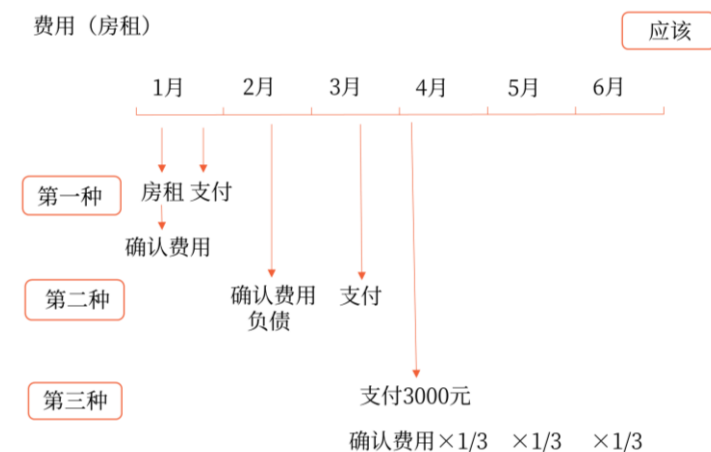 费用（房租）
应该
1月 2月 3月 4月 5月 6月
第一种 房租 支付
确认费用
第二种 确认费用 支付
负债
第三种 支付3000元
确认费用×1/3 ×1/3 ×1/3